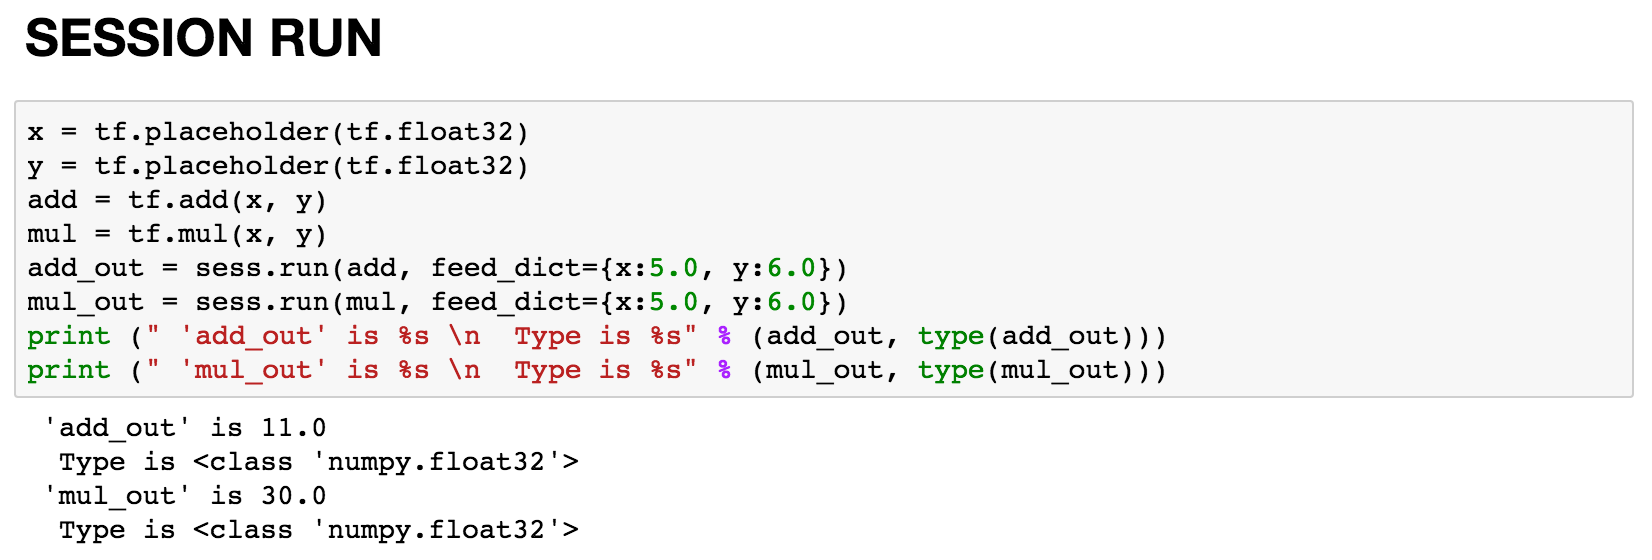 SESSION RUN
x = tf.placeholder(tf.float32)
y = tf.placeholder(tf.float32)
add = tf.add(x, y)
mul = tf.mul(x, y)
add_out = sess.run(add, feed_dict={x:5.0, y:6.0})
mul_out = sess.run(mul, feed_dict={x:5.0, y:6.0})
print (" 'add_out' is %s \n  Type is %s" % (add_out, type(add_out)))
print (" 'mul_out' is %s \n  Type is %s" % (mul_out, type(mul_out)))
 'add_out' is 11.0
  Type is <class 'numpy.float32'>
 'mul_out' is 30.0
  Type is <class 'numpy.float32'>